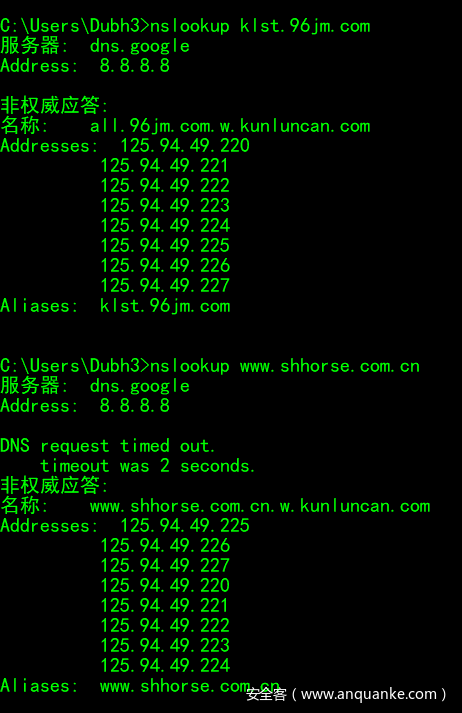 C:\Users\Dubh3>nslookup klst.96jm.com
服务器:  dns.google
Address:  8.8.8.8
非权威应答:
名称:    all.96jm.com.w.kunluncan.com
Addresses:  125.94.49.220
125.94.49.221
125.94.49.222
125.94.49.223
125.94.49.224
125.94.49.225
125.94.49.226
125.94.49.227
Aliases:  klst.96jm.com
C:\Users\Dubh3>nslookup www.shhorse.com.cn
服务器:  dns.google
Address:  8.8.8.8
DNS request timed out.
timeout was 2 seconds.
非权威应答:
名称:    www.shhorse.com.cn.w.kunluncan.com
Addresses:  125.94.49.225
125.94.49.226
125.94.49.227
125.94.49.220
125.94.49.221
125.94.49.222
125.94.49.223
125.94.49.224
Aliases:  www.shhorse.com.cn
安全客（www.anquanke.com）